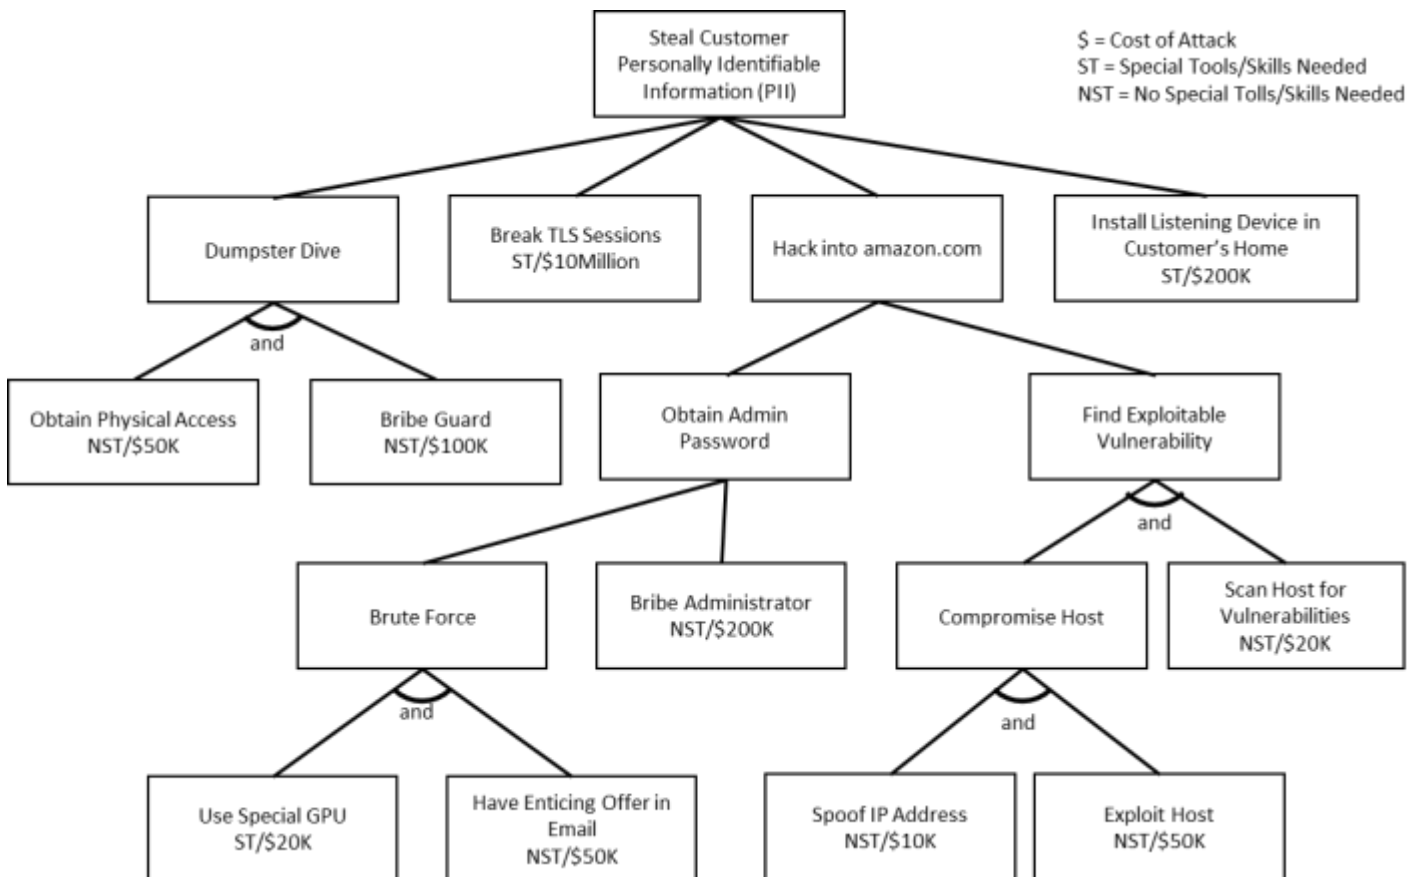 Steal Customer
Personally Identifiable
Information (PII)
$ = Cost of Attack
ST = Special Tools/Skills Needed
NST = No Special Tolls/Skills Needed
Dumpster Dive
Break TLS Sessions
ST/$10Million
Hack into amazon.com
Install Listening Device in
Customer's Home
ST/$200K
and
Obtain Physical Access
NST/$50K
Bribe Guard
NST/$100K
Obtain Admin
Password
Find Exploitable
Vulnerability
and
Brute Force
Bribe Administrator
NST/$200K
Compromise Host
Scan Host for
Vulnerabilities
NST/$20K
and
and
Use Special GPU
ST/$20K
Have Enticing Offer in
Email
NST/$50K
Spoof IP Address
NST/$10K
Exploit Host
NST/$50K